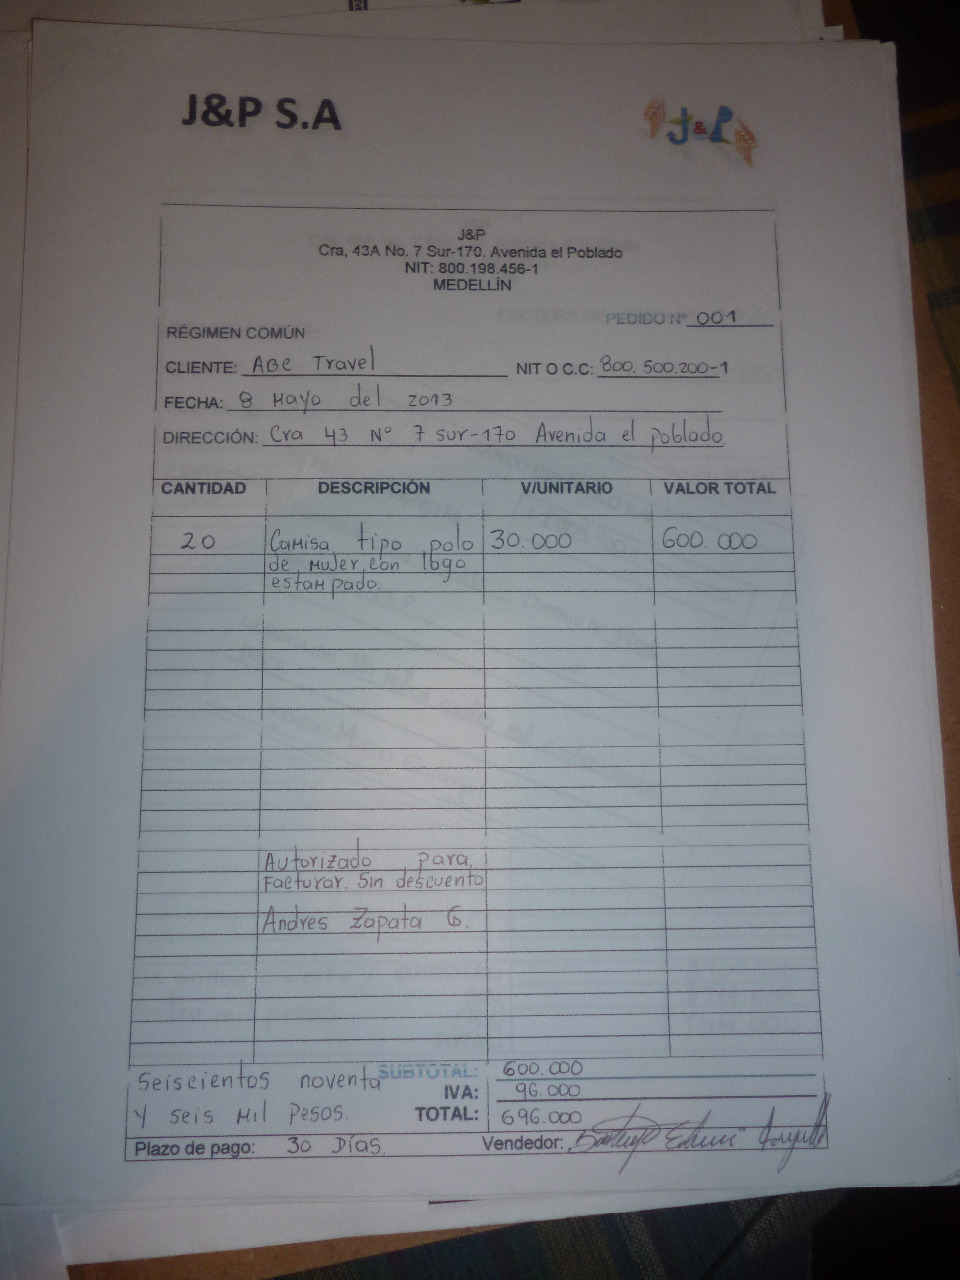 J&P S.A
J&P
J&P
Cra, 43A No. 7 Sur-170. Avenida el Poblado
NIT: 800.198.456-1
MEDELLÍN
PEDIDO Nº 001
RÉGIMEN COMÚN
CLIENTE: ABC Travel NIT O C.C: 800.500.200-1
FECHA: 8 Mayo del 2013
DIRECCIÓN: Cra 43 Nº 7 sur-170 Avenida el poblado
CANTIDAD DESCRIPCIÓN V/UNITARIO VALOR TOTAL
20 Camisa tipo polo 30.000 600.000
de mujer, con logo
estampado.
Autorizado para
Facturar. Sin descuento
Andres Zapata G.
Seiscientos noventa SUBTOTAL: 600.000
IVA: 96.000
Y seis Mil Pesos. TOTAL: 696.000
Plazo de pago: 30 Días. Vendedor: